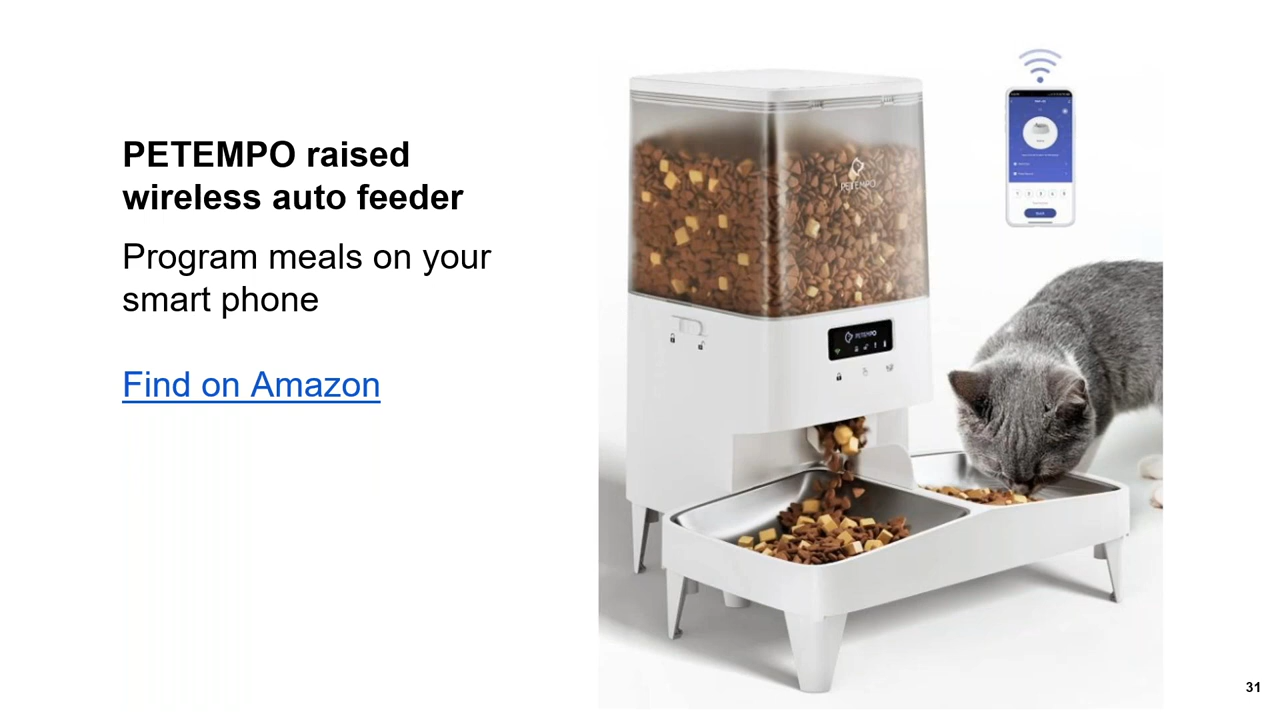 PETEMPO raised
wireless auto feeder
Program meals on your
smart phone
Find on Amazon
PETEMPO
PETEMPO
31